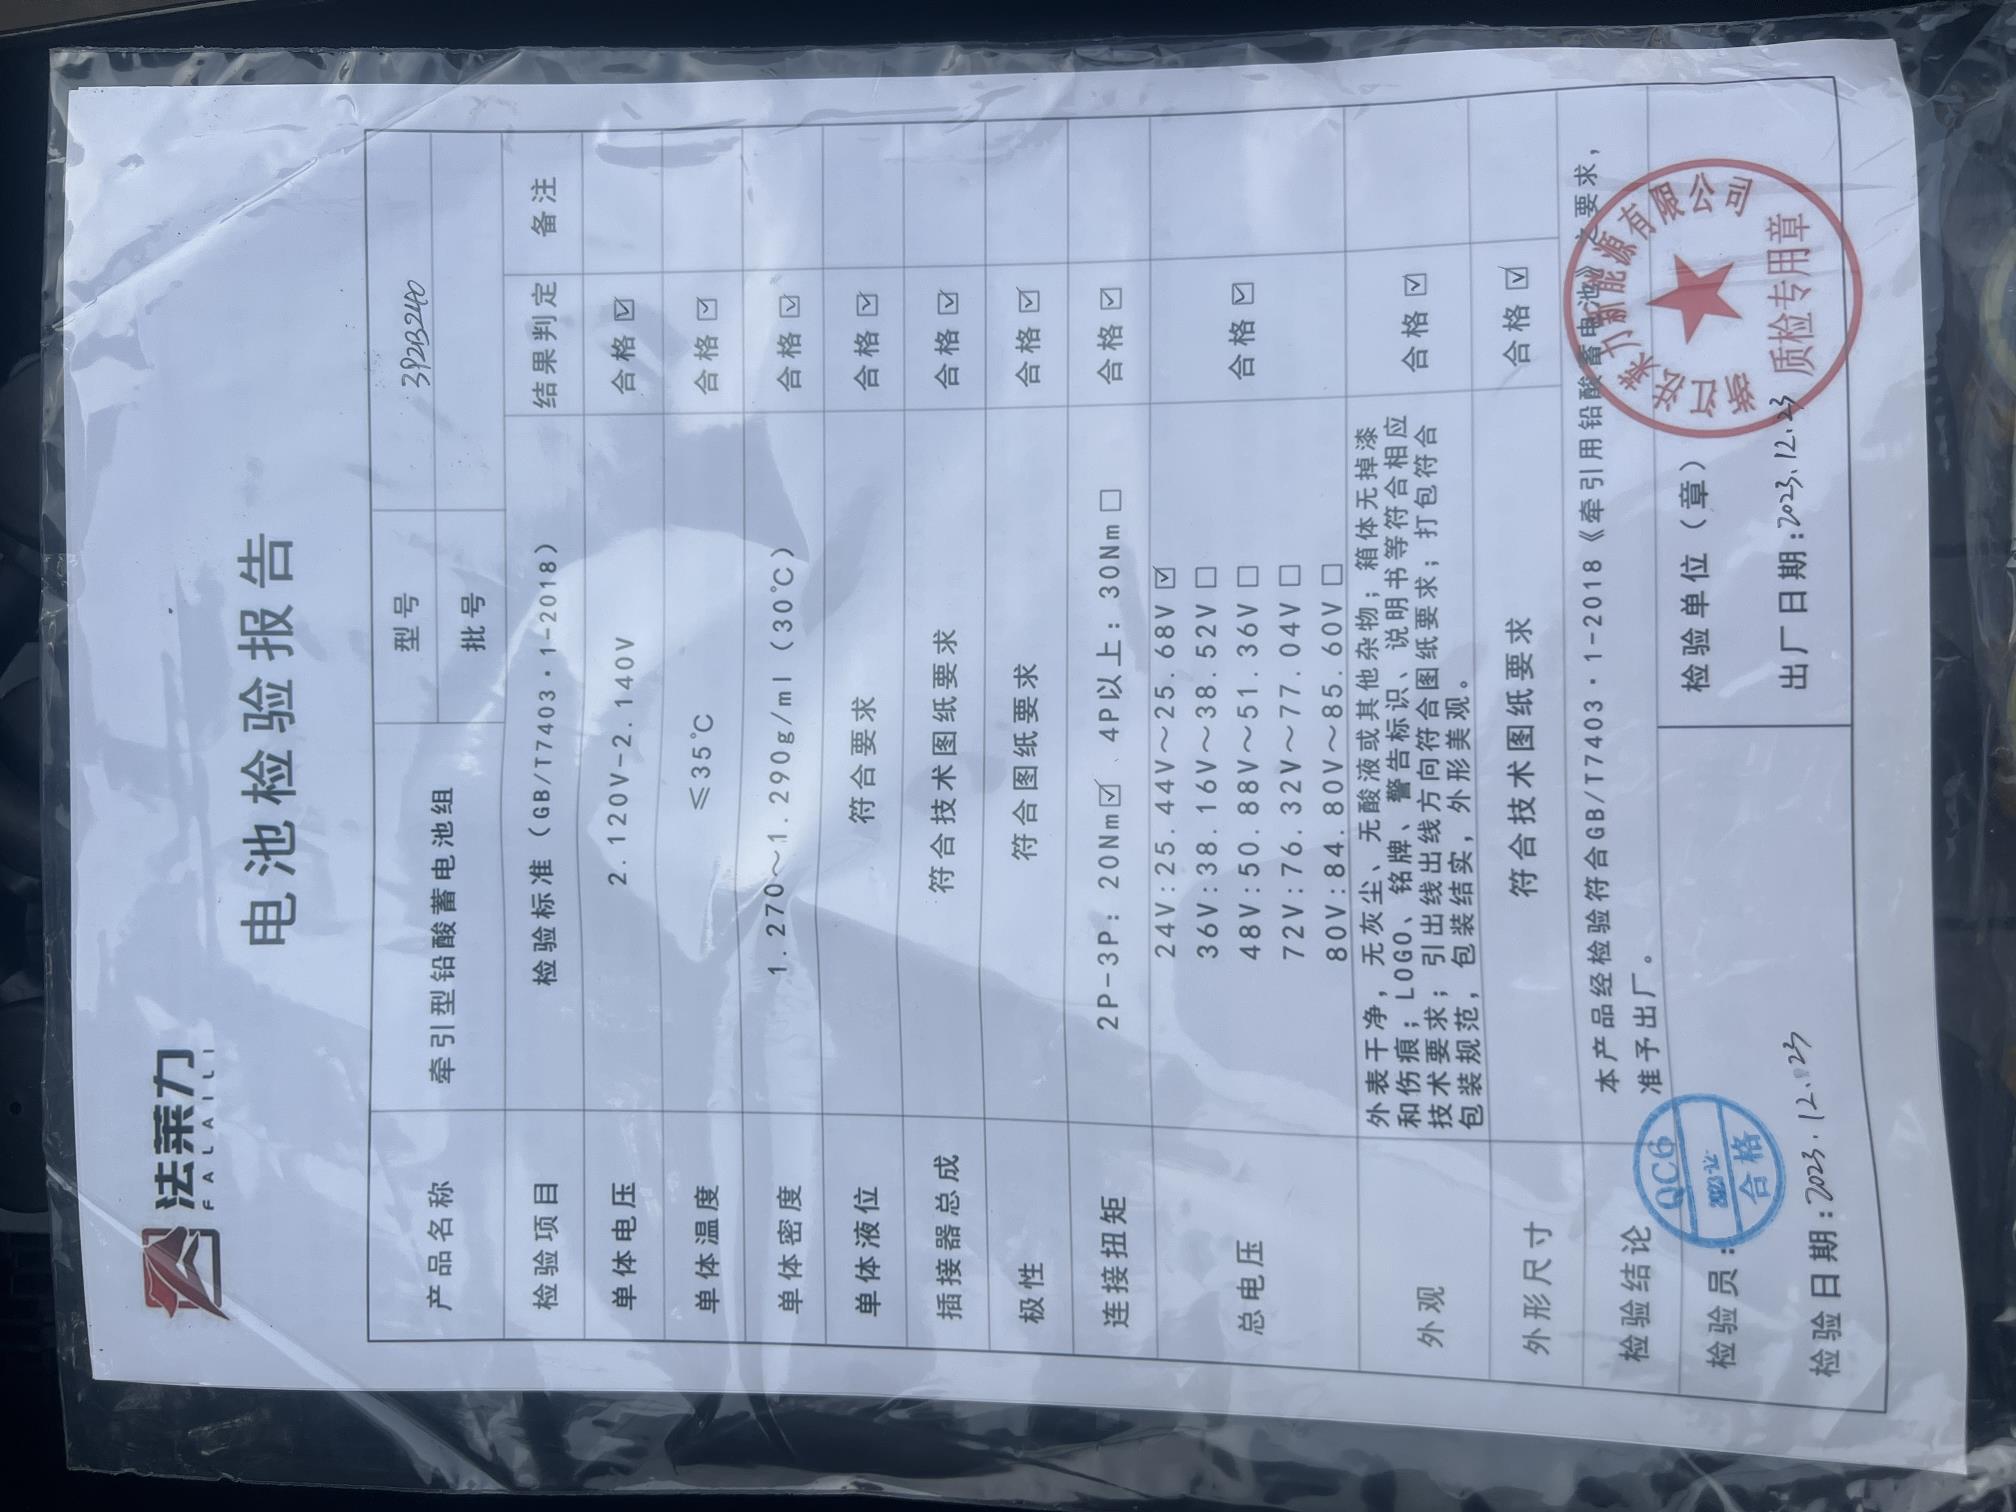 法莱力
FALAILI
电池检验报告
产品名称 牵引型铅酸蓄电池组 型号
批号
检验项目 检验标准（GB/T7403·1-2018） 结果判定 备注
单体电压 2.120V-2.140V 合格☑
单体温度 ≤35℃ 合格☑
单体密度 1.270～1.290g/ml（30℃） 合格☑
单体液位 符合要求 合格☑
插接器总成 符合技术图纸要求 合格☑
极性 符合图纸要求 合格☑
连接扭矩 2P-3P: 20Nm☑ 4P以上: 30Nm□ 合格☑
总电压 24V:25.44V～25.68V☑ 合格☑
36V:38.16V～38.52V□
48V:50.88V～51.36V□
72V:76.32V～77.04V□
80V:84.80V～85.60V□
外观 外表干净，无灰尘、无酸液或其他杂物；箱体无掉漆 合格☑
和伤痕；LOGO、铭牌、警告标识、说明书等符合相应
技术要求；引出线出线方向符合图纸要求；打包符合
包装规范，包装结实，外形美观。
外形尺寸 符合技术图纸要求 合格☑
检验结论 本产品经检验符合GB/T7403·1-2018《牵引用铅酸蓄电池》之要求，
准予出厂。
检验员: 检验单位（章）
QC6
合格
检验日期:2023.12.23 出厂日期:2023.12.23
浙江法莱力新能源有限公司
质检专用章